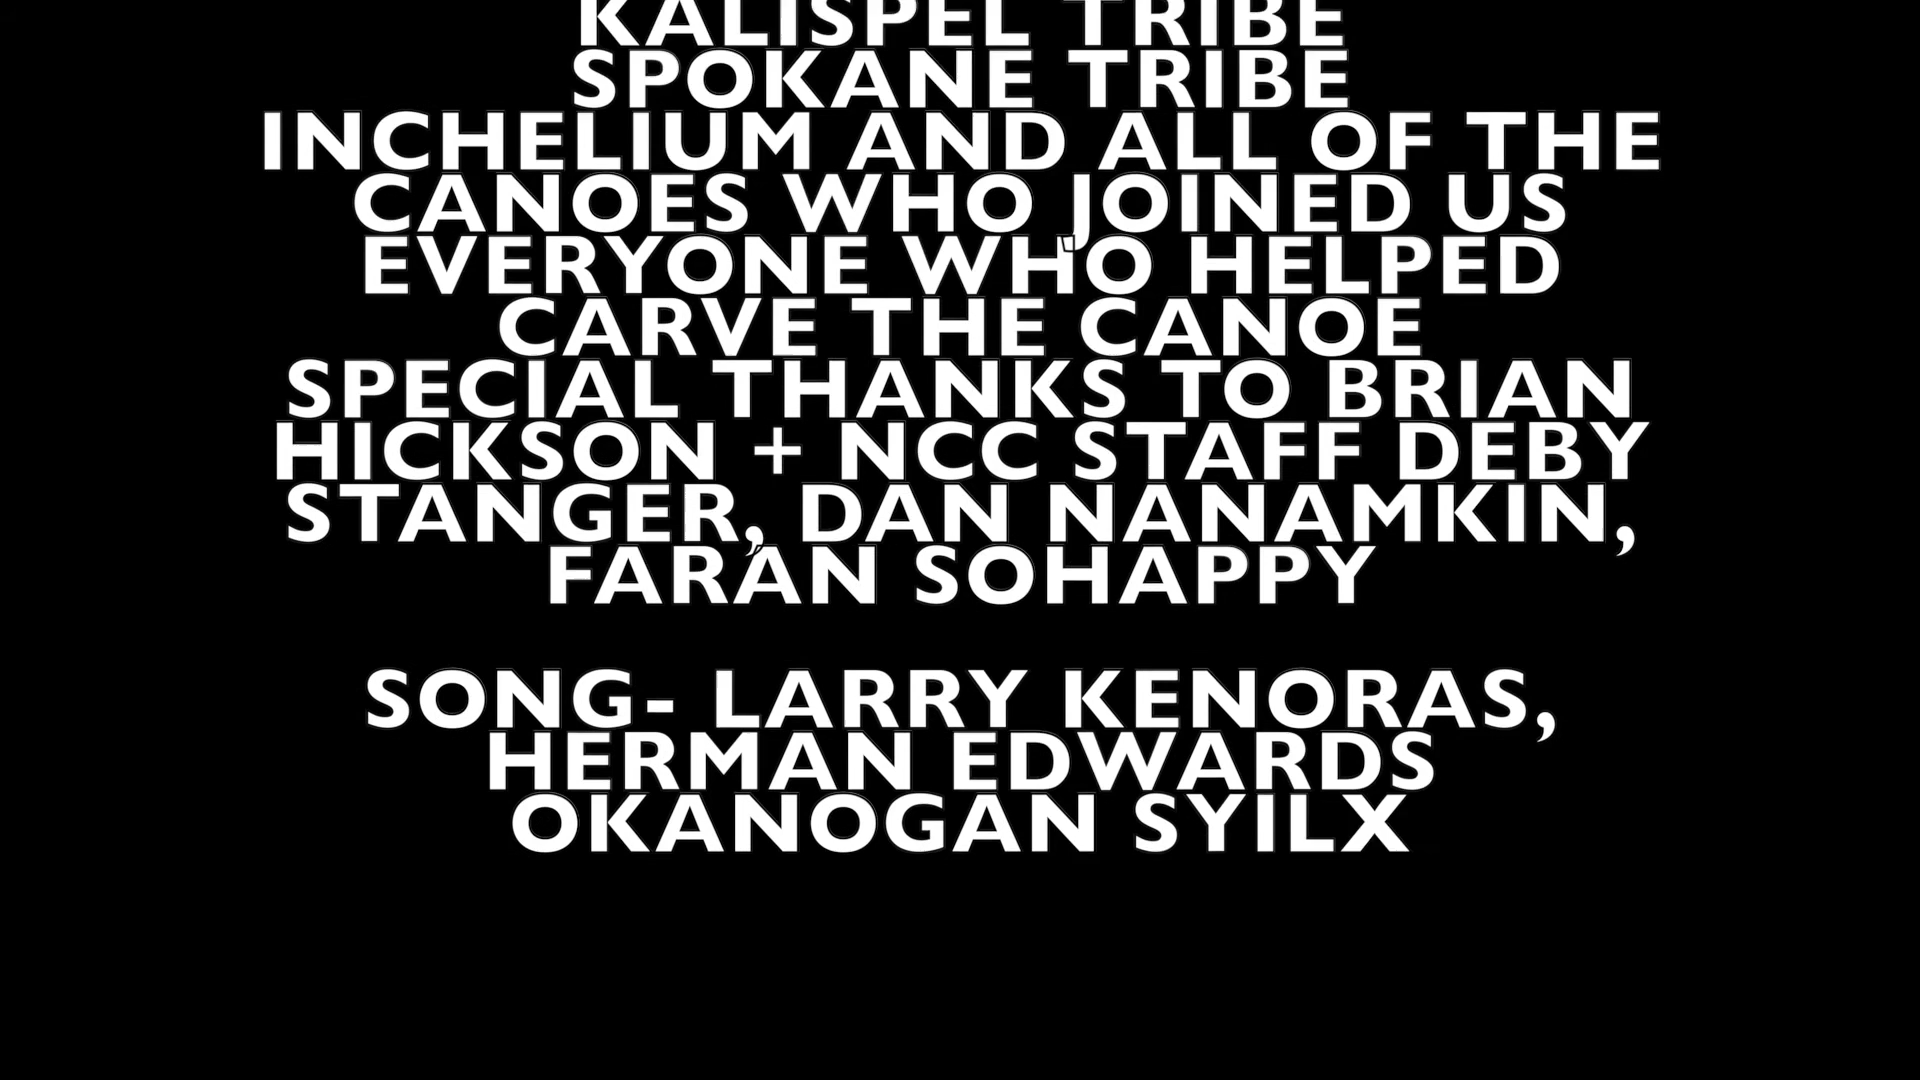 KALISPEL TRIBE
SPOKANE TRIBE
INCHELIUM AND ALL OF THE
CANOES WHO JOINED US
EVERYONE WHO HELPED
CARVE THE CANOE
SPECIAL THANKS TO BRIAN
HICKSON + NCC STAFF DEBY
STANGER, DAN NANAMKIN,
FARAN SOHAPPY
SONG- LARRY KENORAS,
HERMAN EDWARDS
OKANOGAN SYILX